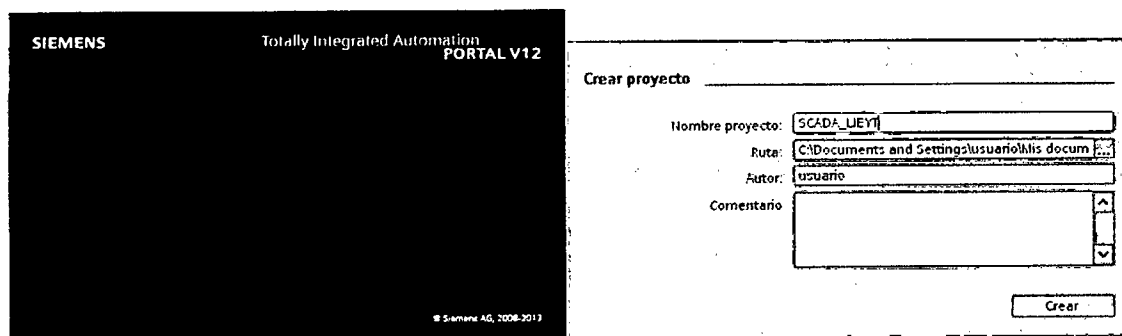 SIEMENS
Totally Integrated Automation
PORTAL V12
© Siemens AG, 2008-2013
Crear proyecto
Nombre proyecto: SCADA_IJEYT
Ruta: C:\Documents and Settings\usuario\Mis docum ...
Autor: usuario
Comentario
Crear